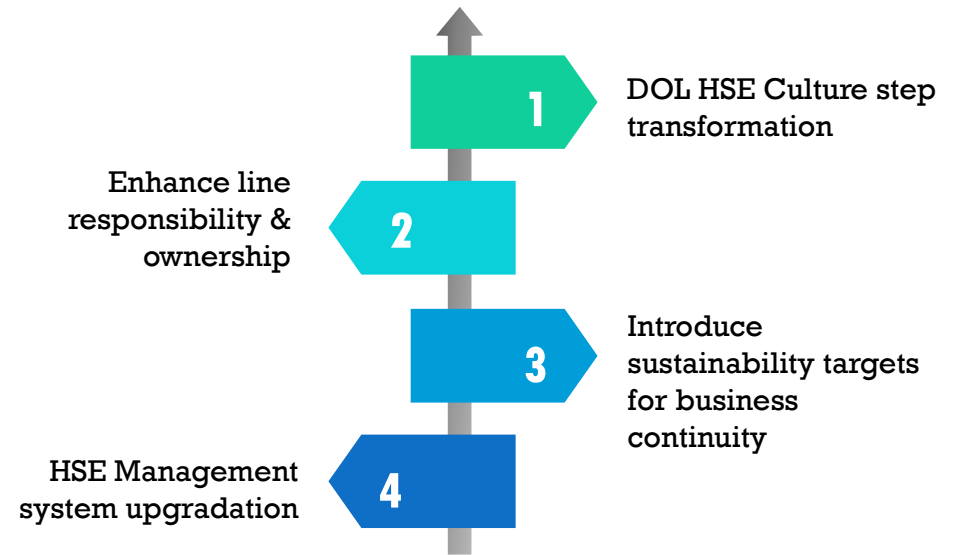 1
DOL HSE Culture step
transformation
Enhance line
responsibility &
ownership
2
3
Introduce
sustainability targets
for business
continuity
HSE Management
system upgradation
4